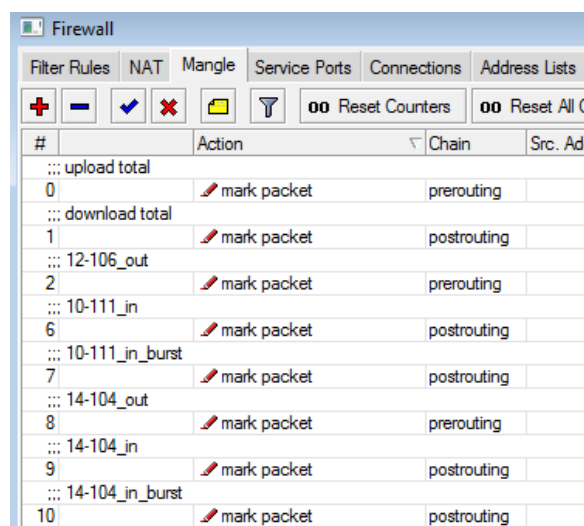 Firewall
Filter Rules NAT Mangle Service Ports Connections Address Lists
00 Reset Counters 00 Reset All
# Action Chain Src. Ad
;;; upload total
0 mark packet prerouting
;;; download total
1 mark packet postrouting
;;; 12-106_out
2 mark packet prerouting
;;; 10-111_in
6 mark packet postrouting
;;; 10-111_in_burst
7 mark packet postrouting
;;; 14-104_out
8 mark packet prerouting
;;; 14-104_in
9 mark packet postrouting
;;; 14-104_in_burst
10 mark packet postrouting